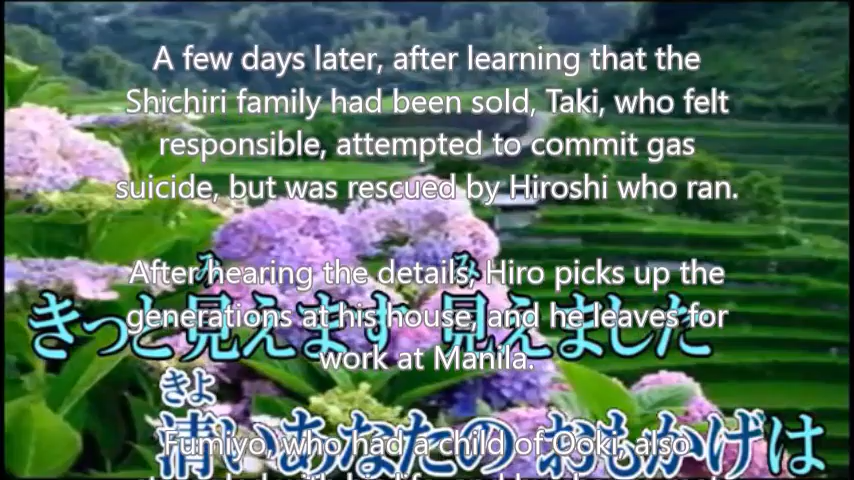 A few days later, after learning that the
Shichiri family had been sold, Taki, who felt
responsible, attempted to commit gas
suicide, but was rescued by Hiroshi who ran.
After hearing the details, Hiro picks up the
み み
きっと見えます 見えました
generations at his house, and he leaves for
work at Manila.
きよ
清いあなたの おもかげは
Fumiyo, who had a child of Ooki, also